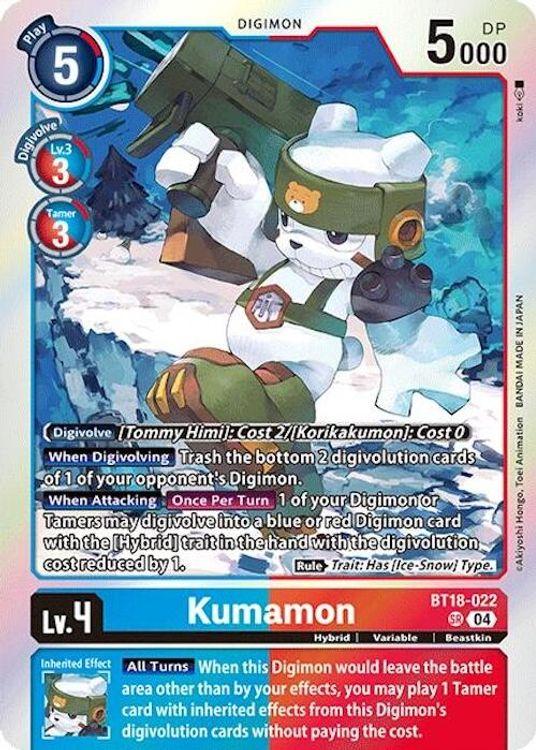 DIGIMON
Play
5
DP
5000
Digivolve
Lv.3
3
Tamer
3
koki
©Akiyoshi Hongo, Toei Animation BANDAI MADE IN JAPAN
Digivolve [Tommy Himi]: Cost 2/[Korikakumon]: Cost 0
When Digivolving Trash the bottom 2 digivolution cards
of 1 of your opponent's Digimon.
When Attacking Once Per Turn 1 of your Digimon or
Tamers may digivolve into a blue or red Digimon card
with the [Hybrid] trait in the hand with the digivolution
cost reduced by 1.
Rule Trait: Has [Ice-Snow] Type.
Lv.4
Kumamon
BT18-022
SR 04
Hybrid | Variable | Beastkin
Inherited Effect
All Turns When this Digimon would leave the battle
area other than by your effects, you may play 1 Tamer
card with inherited effects from this Digimon's
digivolution cards without paying the cost.